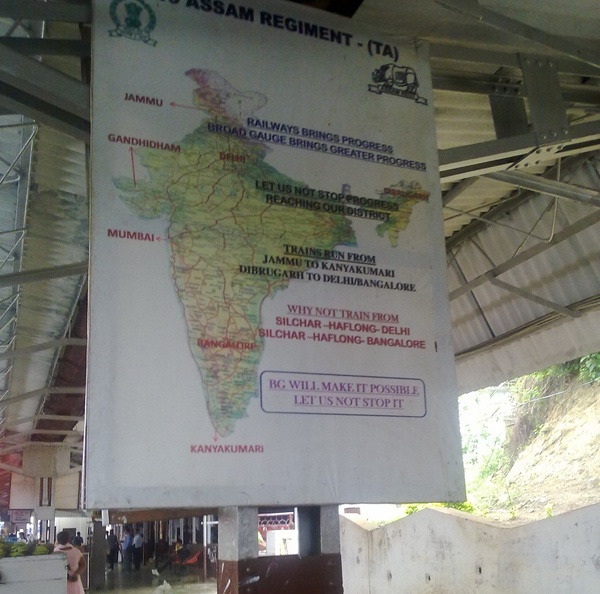 ASSAM REGIMENT - (TA)
JAMMU
RAILWAYS BRINGS PROGRESS
BROAD GAUGE BRINGS GREATER PROGRESS
GANDHIDHAM
DELHI
LET US NOT STOP PROGRESS
REACHING OUR DISTRICT
MUMBAI
TRAINS RUN FROM
JAMMU TO KANYAKUMARI
DIBRUGARH TO DELHI/BANGALORE
WHY NOT TRAIN FROM
SILCHAR -HAFLONG- DELHI
SILCHAR -HAFLONG- BANGALORE
BANGALORE
BG WILL MAKE IT POSSIBLE
LET US NOT STOP IT
KANYAKUMARI